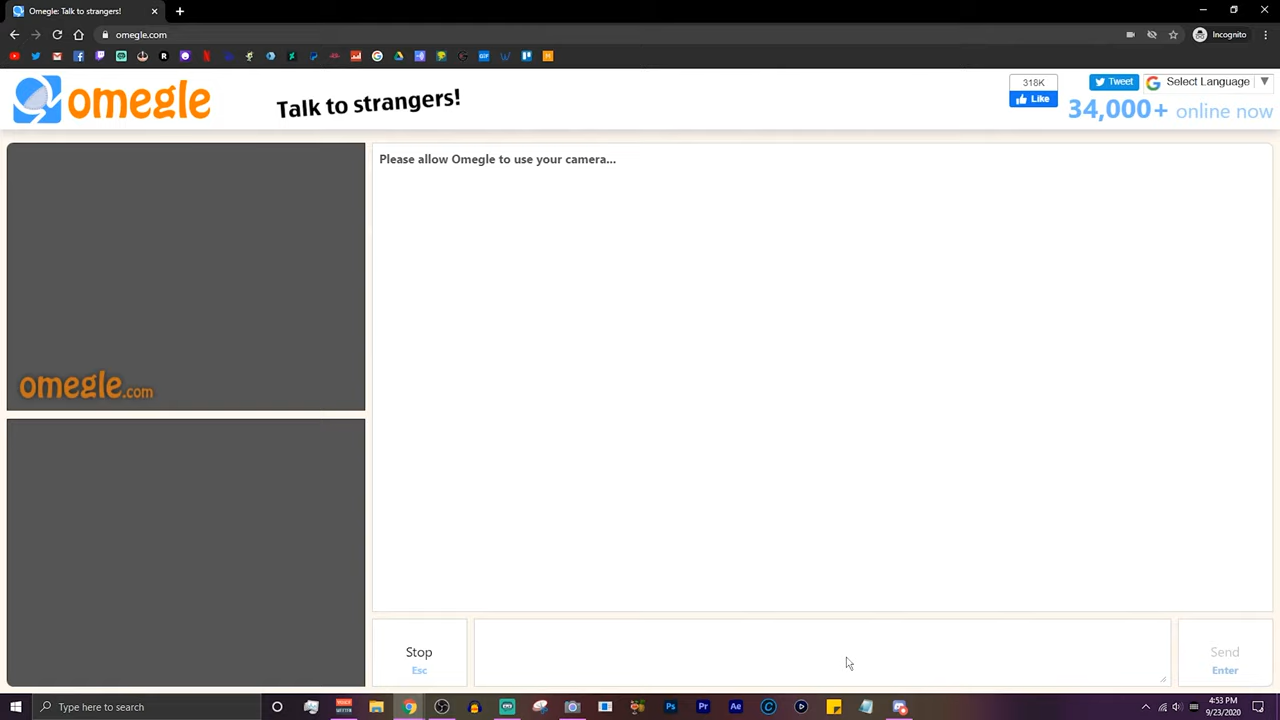 Omegle: Talk to strangers!
omegle.com
Incognito
omegle
Talk to strangers!
318K
Like
Tweet
Select Language
34,000+ online now
Please allow Omegle to use your camera...
omegle.com
Stop
Esc
Send
Enter
Type here to search
4:53 PM
9/23/2020